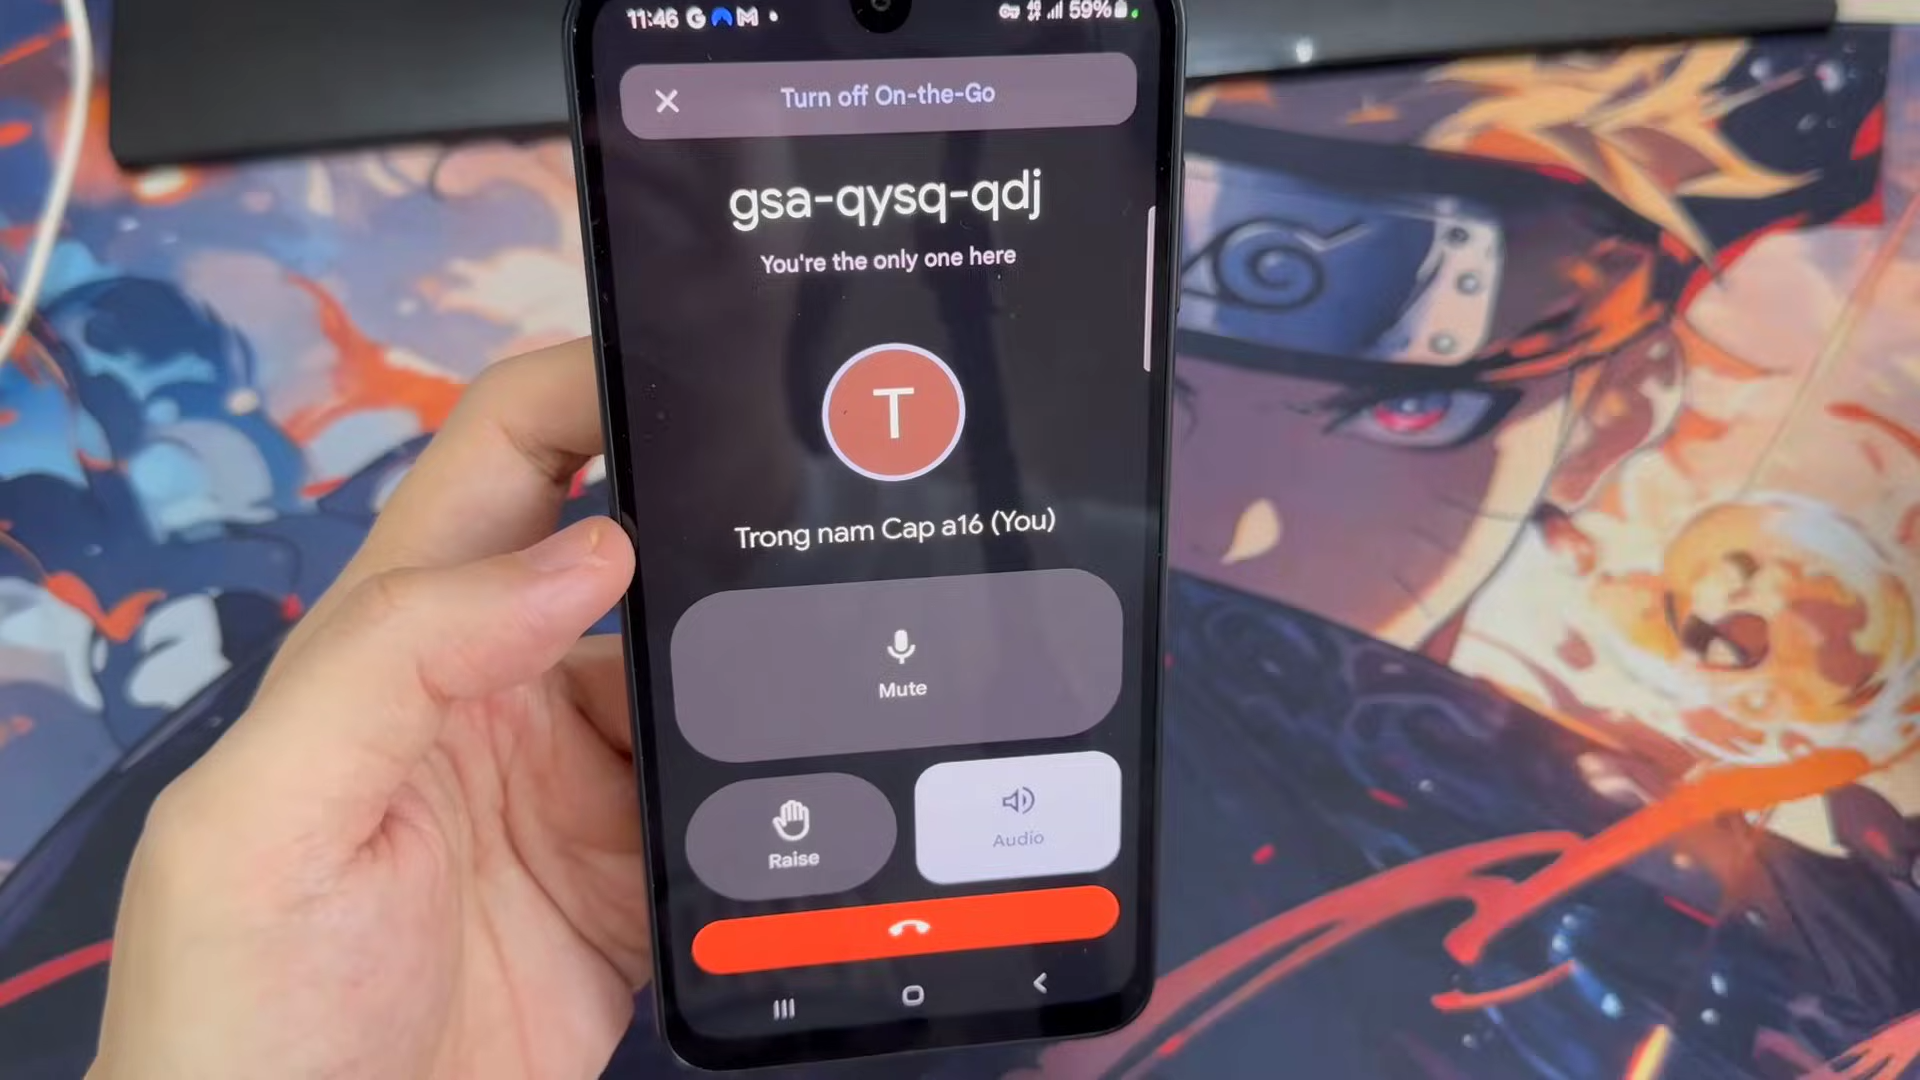 11:46 G M
59%
Turn off On-the-Go
gsa-qysq-qdj
You're the only one here
T
Trong nam Cap a16 (You)
Mute
Raise
Audio